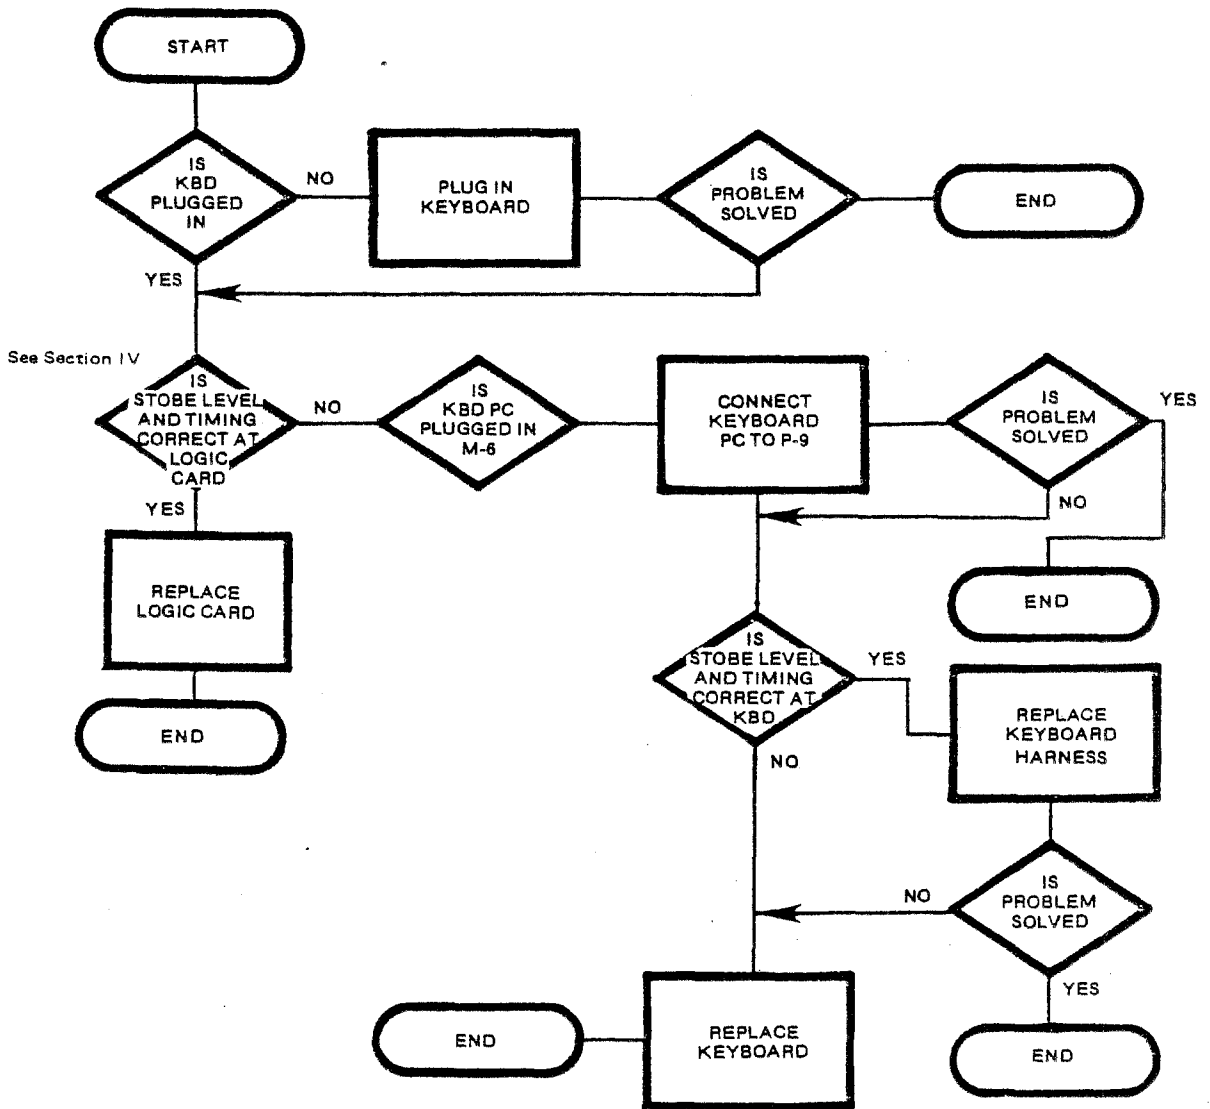 START
IS
KBD
PLUGGED
IN
NO
PLUG IN
KEYBOARD
IS
PROBLEM
SOLVED
END
YES
See Section IV
IS
STOBE LEVEL
AND TIMING
CORRECT AT
LOGIC
CARD
NO
IS
KBD PC
PLUGGED IN
M-6
CONNECT
KEYBOARD
PC TO P-9
IS
PROBLEM
SOLVED
YES
NO
END
YES
REPLACE
LOGIC CARD
END
IS
STOBE LEVEL
AND TIMING
CORRECT AT
KBD
YES
REPLACE
KEYBOARD
HARNESS
NO
IS
PROBLEM
SOLVED
NO
YES
END
REPLACE
KEYBOARD
END